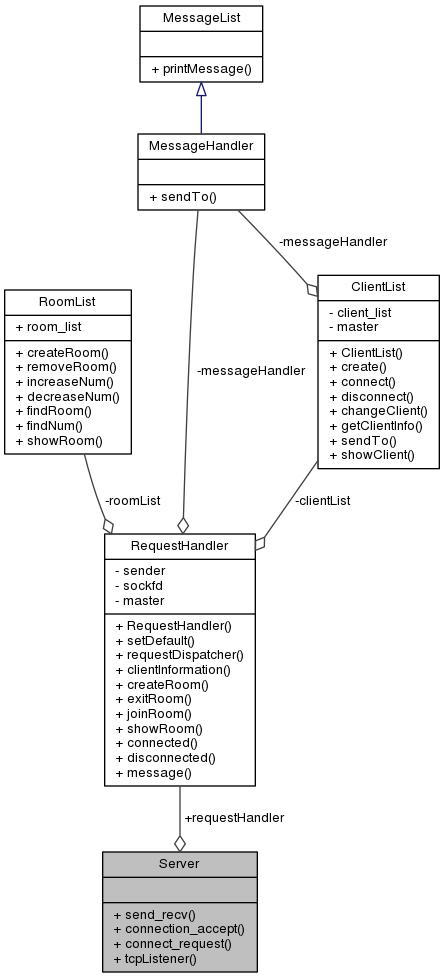 MessageList
+ printMessage()
MessageHandler
+ sendTo()
-messageHandler
ClientList
- client_list
- master
+ ClientList()
+ create()
+ connect()
+ disconnect()
+ changeClient()
+ getClientInfo()
+ sendTo()
+ showClient()
RoomList
+ room_list
+ createRoom()
+ removeRoom()
+ increaseNum()
+ decreaseNum()
+ findRoom()
+ findNum()
+ showRoom()
-messageHandler
-roomList
-clientList
RequestHandler
- sender
- sockfd
- master
+ RequestHandler()
+ setDefault()
+ requestDispatcher()
+ clientInformation()
+ createRoom()
+ exitRoom()
+ joinRoom()
+ showRoom()
+ connected()
+ disconnected()
+ message()
+requestHandler
Server
+ send_recv()
+ connection_accept()
+ connect_request()
+ tcpListener()